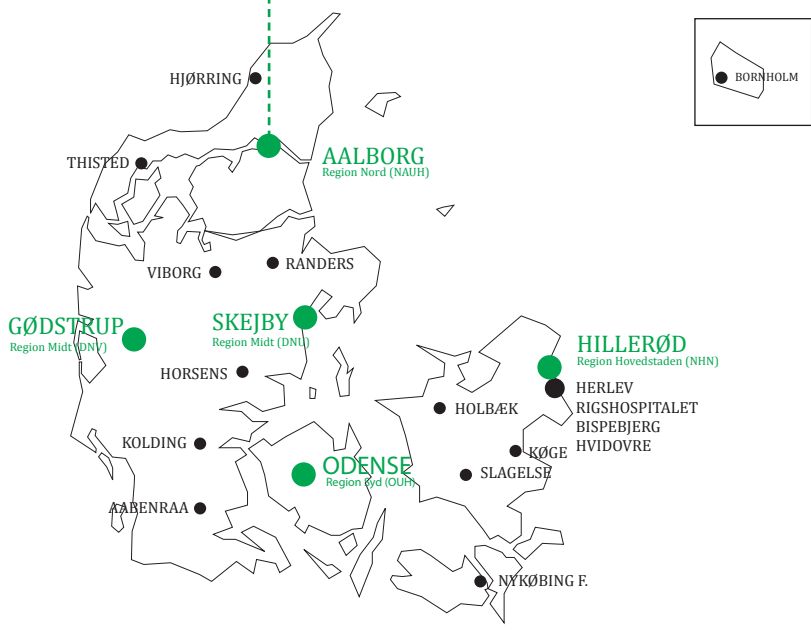 HJØRRING
BORNHOLM
THISTED
AALBORG
Region Nord (NAUH)
VIBORG
RANDERS
GØDSTRUP
Region Midt (DNV)
SKEJBY
Region Midt (DNU)
HILLERØD
Region Hovedstaden (NHN)
HORSENS
HERLEV
RIGSHOSPITALET
BISPEBJERG
HVIDOVRE
HOLBÆK
KOLDING
KØGE
ODENSE
Region Syd (OUH)
SLAGELSE
AABENRAA
NYKØBING F.